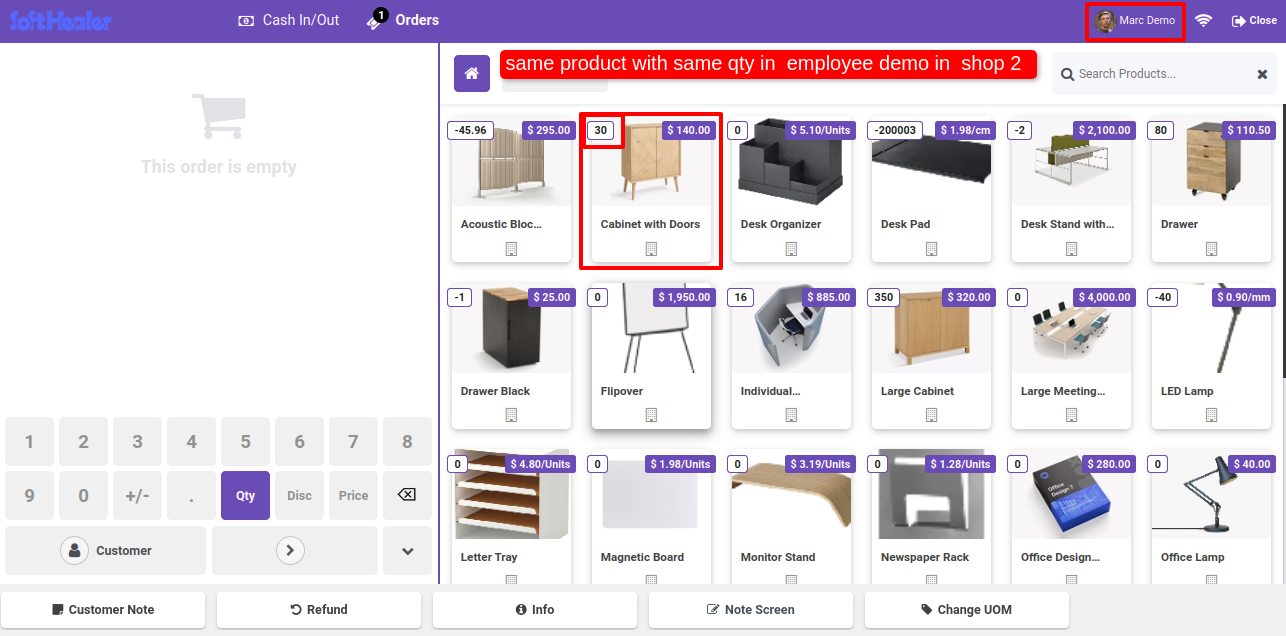 SoftHealer
Cash In/Out
1
Orders
Marc Demo
Close
same product with same qty in employee demo in shop 2
Search Products...
This order is empty
-45.96 $ 295.00
30 $ 140.00
0 $ 5.10/Units
-200003 $ 1.98/cm
-2 $ 2,100.00
80 $ 110.50
Acoustic Bloc...
Cabinet with Doors
Desk Organizer
Desk Pad
Desk Stand with...
Drawer
-1 $ 25.00
0 $ 1,950.00
16 $ 885.00
350 $ 320.00
0 $ 4,000.00
-40 $ 0.90/mm
Drawer Black
Flipover
Individual...
Large Cabinet
Large Meeting...
LED Lamp
0 $ 4.80/Units
0 $ 1.98/Units
0 $ 3.19/Units
0 $ 1.28/Units
0 $ 280.00
0 $ 40.00
Office
Design 7
Letter Tray
Magnetic Board
Monitor Stand
Newspaper Rack
Office Design...
Office Lamp
1 2 3 4 5 6 7 8
9 0 +/- . Qty Disc Price
Customer
Customer Note
Refund
Info
Note Screen
Change UOM